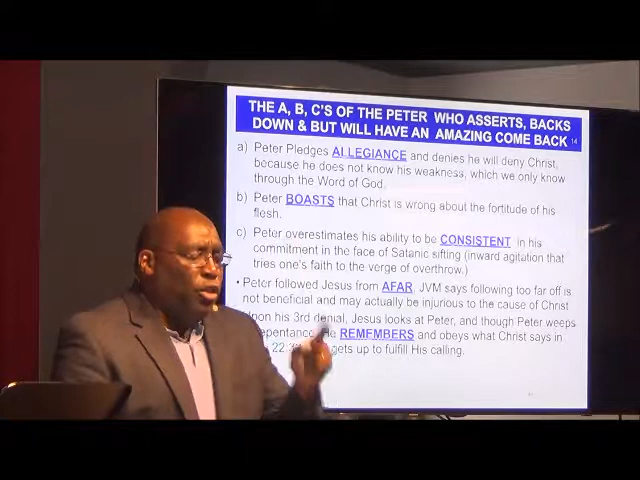 THE A, B, C'S OF THE PETER WHO ASSERTS, BACKS
DOWN & BUT WILL HAVE AN AMAZING COME BACK 14
a) Peter Pledges ALLEGIANCE and denies he will deny Christ,
because he does not know his weakness, which we only know
through the Word of God.
b) Peter BOASTS that Christ is wrong about the fortitude of his
flesh.
c) Peter overestimates his ability to be CONSISTENT in his
commitment in the face of Satanic sifting (inward agitation that
tries one's faith to the verge of overthrow.)
• Peter followed Jesus from AFAR. JVM says following too far off is
not beneficial and may actually be injurious to the cause of Christ
Upon his 3rd denial, Jesus looks at Peter, and though Peter weeps
repentance. He REMEMBERS and obeys what Christ says in
gets up to fulfill His calling.